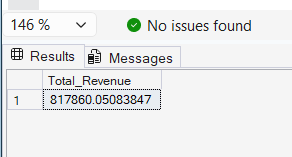 146 % No issues found
Results Messages
Total_Revenue
1 817860.05083847